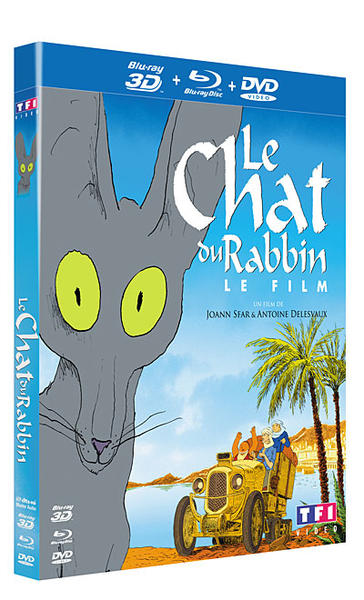 Blu-ray 3D + Blu-ray Disc + DVD VIDEO
Le
Chat
du Rabbin
LE FILM
UN FILM DE
JOANN SFAR & ANTOINE DELESVAUX
TF1
VIDEO
TF1
VIDEO
Le Chat du Rabbin
Blu-ray
3D
Blu-ray Disc
DVD
VIDEO